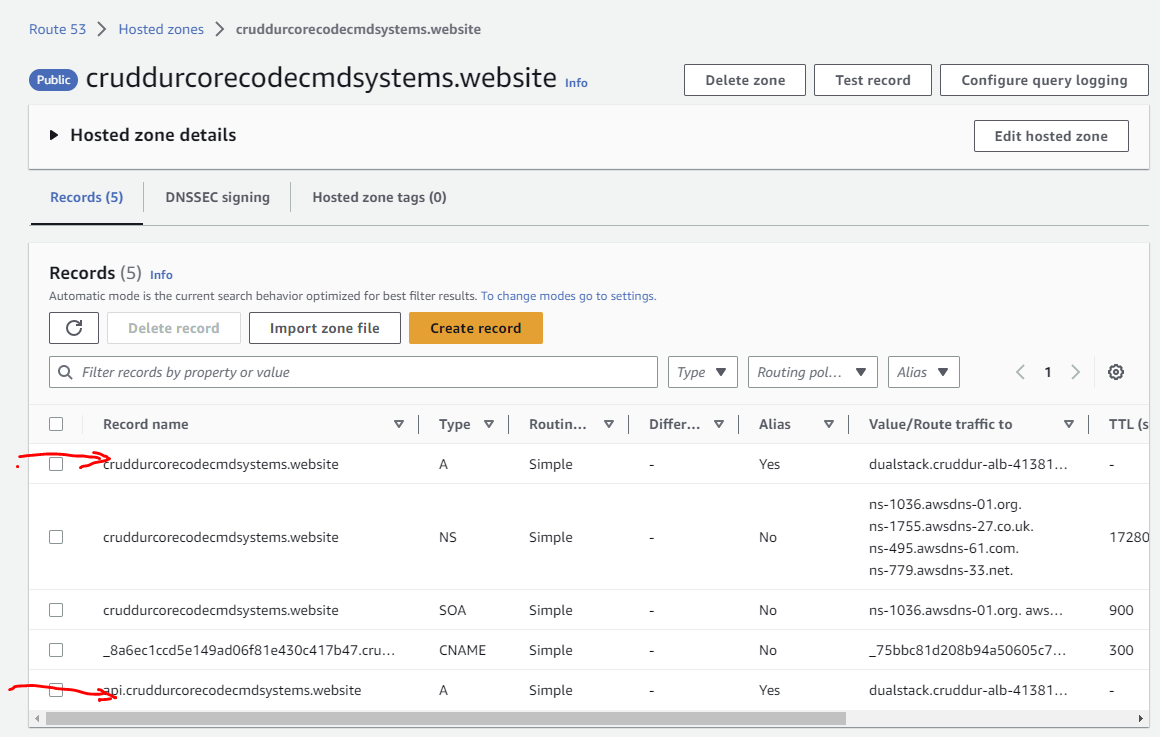 Route 53 > Hosted zones > cruddurcorecodecmdsystems.website
Public cruddurcorecodecmdsystems.website Info
Delete zone Test record Configure query logging
Hosted zone details
Edit hosted zone
Records (5) DNSSEC signing Hosted zone tags (0)
Records (5) Info
Automatic mode is the current search behavior optimized for best filter results. To change modes go to settings.
Delete record Import zone file Create record
Filter records by property or value Type Routing pol... Alias 1
Record name Type Routin... Differ... Alias Value/Route traffic to TTL (s
cruddurcorecodecmdsystems.website A Simple - Yes dualstack.cruddur-alb-41381... -
ns-1036.awsdns-01.org.
ns-1755.awsdns-27.co.uk.
cruddurcorecodecmdsystems.website NS Simple - No 17280
ns-495.awsdns-61.com.
ns-779.awsdns-33.net.
cruddurcorecodecmdsystems.website SOA Simple - No ns-1036.awsdns-01.org. aws... 900
_8a6ec1ccd5e149ad06f81e430c417b47.cru... CNAME Simple - No _75bbc81d208b94a50605c7... 300
api.cruddurcorecodecmdsystems.website A Simple - Yes dualstack.cruddur-alb-41381... -